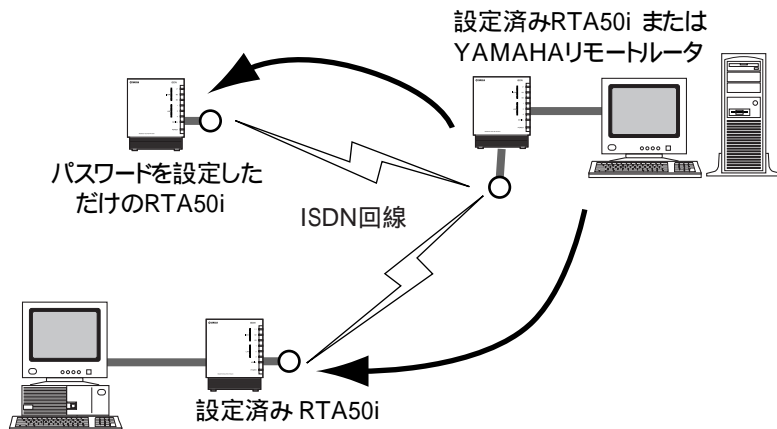 設定済みRTA50i または
YAMAHAリモートルータ
パスワードを設定した
だけのRTA50i
ISDN回線
設定済み RTA50i